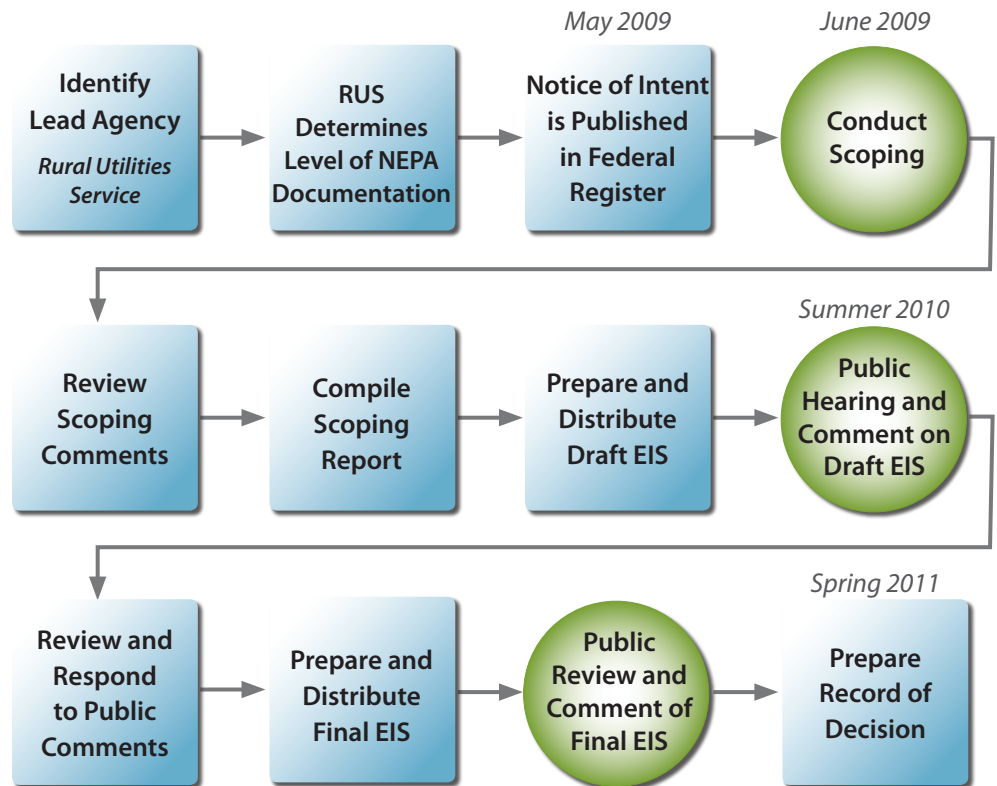 May 2009
June 2009
Identify
Lead Agency
Rural Utilities
Service
RUS
Determines
Level of NEPA
Documentation
Notice of Intent
is Published
in Federal
Register
Conduct
Scoping
Summer 2010
Review
Scoping
Comments
Compile
Scoping
Report
Prepare and
Distribute
Draft EIS
Public
Hearing and
Comment on
Draft EIS
Spring 2011
Review and
Respond
to Public
Comments
Prepare and
Distribute
Final EIS
Public
Review and
Comment of
Final EIS
Prepare
Record of
Decision